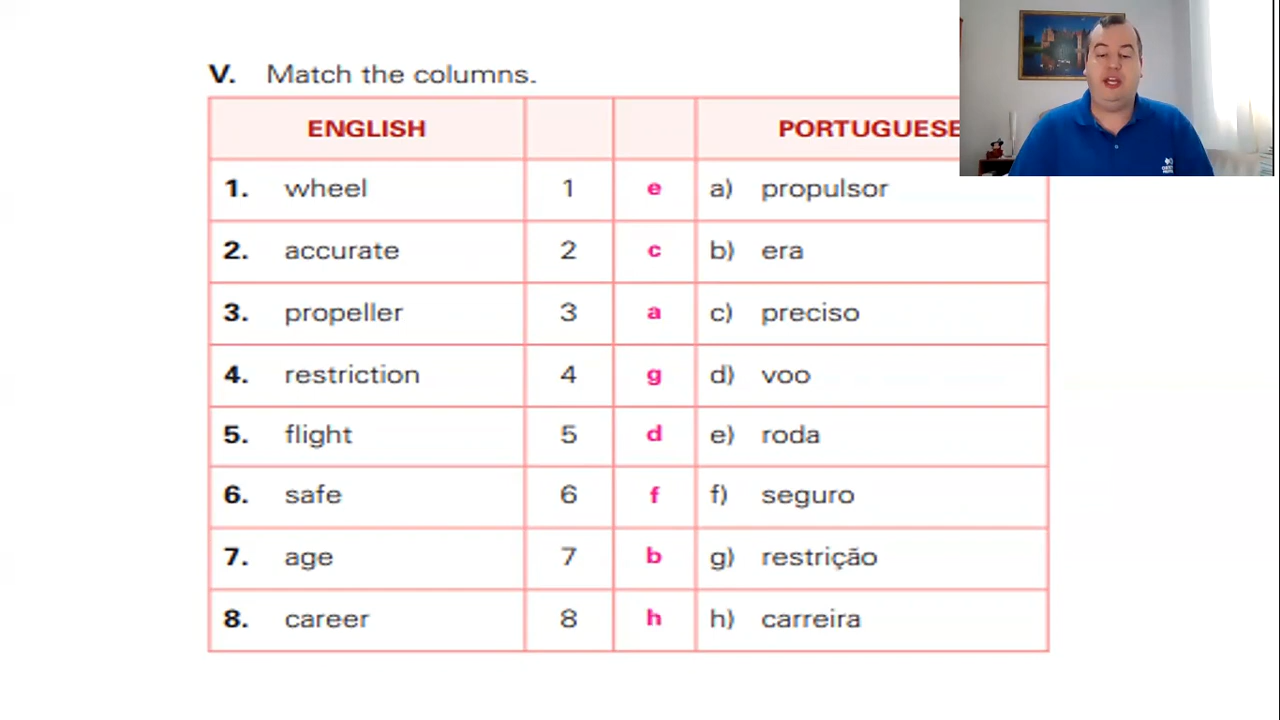 V. Match the columns.
ENGLISH PORTUGUESE
1. wheel 1 e a) propulsor
2. accurate 2 c b) era
3. propeller 3 a c) preciso
4. restriction 4 g d) voo
5. flight 5 d e) roda
6. safe 6 f f) seguro
7. age 7 b g) restrição
8. career 8 h h) carreira